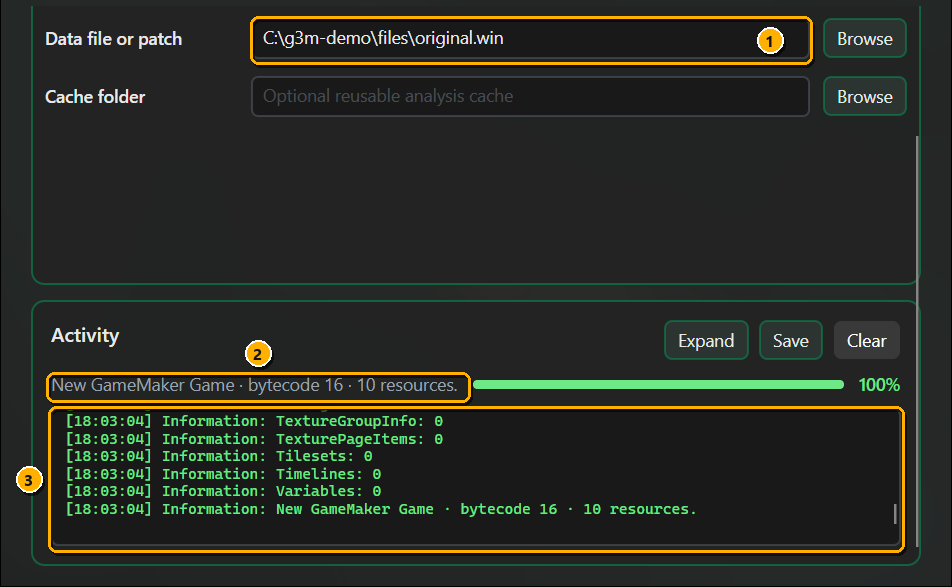 Data file or patch
C:\g3m-demo\files\original.win
1
Browse
Cache folder
Optional reusable analysis cache
Browse
Activity
2
Expand
Save
Clear
New GameMaker Game · bytecode 16 · 10 resources.
100%
3
[18:03:04] Information: TextureGroupInfo: 0
[18:03:04] Information: TexturePageItems: 0
[18:03:04] Information: Tilesets: 0
[18:03:04] Information: Timelines: 0
[18:03:04] Information: Variables: 0
[18:03:04] Information: New GameMaker Game · bytecode 16 · 10 resources.